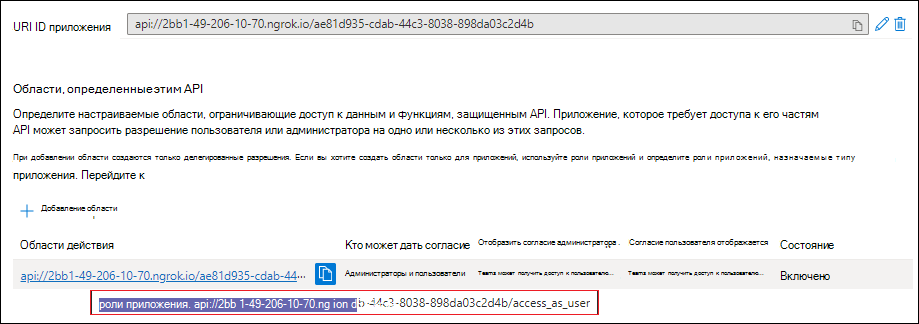 URI ID приложения
api://2bb1-49-206-10-70.ngrok.io/ae81d935-cdab-44c3-8038-898da03c2d4b
Области, определенные этим API
Определите настраиваемые области, ограничивающие доступ к данным и функциям, защищенным API. Приложение, которое требует доступа к его частям
API может запросить разрешение пользователя или администратора на одно или несколько из этих запросов.
При добавлении области создаются только делегированные разрешения. Если вы хотите создать области только для приложений, используйте роли приложений и определите роли приложений, назначаемые типу
приложения. Перейдите к
Добавление области
Области действия Кто может дать согласие Отобразить согласие администратора . Согласие пользователя отображается Состояние
api://2bb1-49-206-10-70.ngrok.io/ae81d935-cdab-44··· Администраторы и пользователи Teams может получить доступ к пользователю... Teams может получить доступ к пользователю... Включено
роли приложения. api://2bb 1-49-206-10-70.ng ion db-44c3-8038-898da03c2d4b/access_as_user